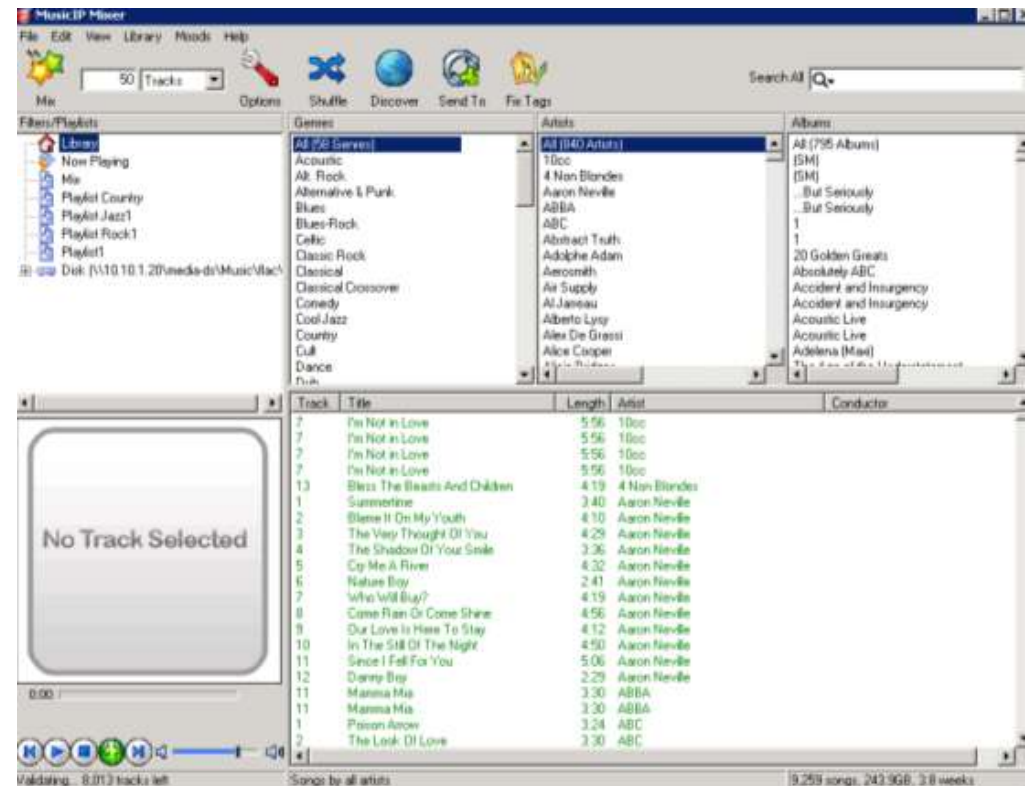 MusicIP Mixer
File Edit View Library Moods Help
50 Tracks
Search All
Mix Options Shuffle Discover Send To Fix Tags
Filters/Playlists
Library
Now Playing
Mix
Playlist Country
Playlist Jazz1
Playlist Rock1
Playlist1
Disk (\\10.10.1.20\media-ds\Music\flac\
Genres
All (58 Genres)
Acoustic
Alt. Rock
Alternative & Punk
Blues
Blues-Rock
Celtic
Classic Rock
Classical
Classical Crossover
Comedy
Cool Jazz
Country
Cult
Dance
Dub
Artists
All (840 Artists)
10cc
4 Non Blondes
Aaron Neville
ABBA
ABC
Abstract Truth
Adolphe Adam
Aerosmith
Air Supply
Al Jarreau
Alberto Lysy
Alex De Grassi
Alice Cooper
Albums
All (795 Albums)
(SM)
(SM)
...But Seriously
...But Seriously
1
1
20 Golden Greats
Absolutely ABC
Accident and Insurgency
Accident and Insurgency
Acoustic Live
Acoustic Live
Adelena (Maxi)
The Age of the Understatement
Track Title Length Artist Conductor
7 I'm Not in Love 5:56 10cc
7 I'm Not in Love 5:56 10cc
7 I'm Not in Love 5:56 10cc
7 I'm Not in Love 5:56 10cc
13 Bless The Beasts And Children 4:19 4 Non Blondes
1 Summertime 3:40 Aaron Neville
2 Blame It On My Youth 4:10 Aaron Neville
3 The Very Thought Of You 4:29 Aaron Neville
4 The Shadow Of Your Smile 3:36 Aaron Neville
5 Cry Me A River 4:32 Aaron Neville
6 Nature Boy 2:41 Aaron Neville
7 Who Will Buy? 4:19 Aaron Neville
8 Come Rain Or Come Shine 4:56 Aaron Neville
9 Our Love Is Here To Stay 4:12 Aaron Neville
10 In The Still Of The Night 4:50 Aaron Neville
11 Since I Fell For You 5:06 Aaron Neville
12 Danny Boy 2:29 Aaron Neville
11 Mamma Mia 3:30 ABBA
11 Mamma Mia 3:30 ABBA
1 Poison Arrow 3:24 ABC
2 The Look Of Love 3:30 ABC
No Track Selected
0:00 /
Validating... 8,013 tracks left
Songs by all artists
9,259 songs, 243.9GB, 3.8 weeks